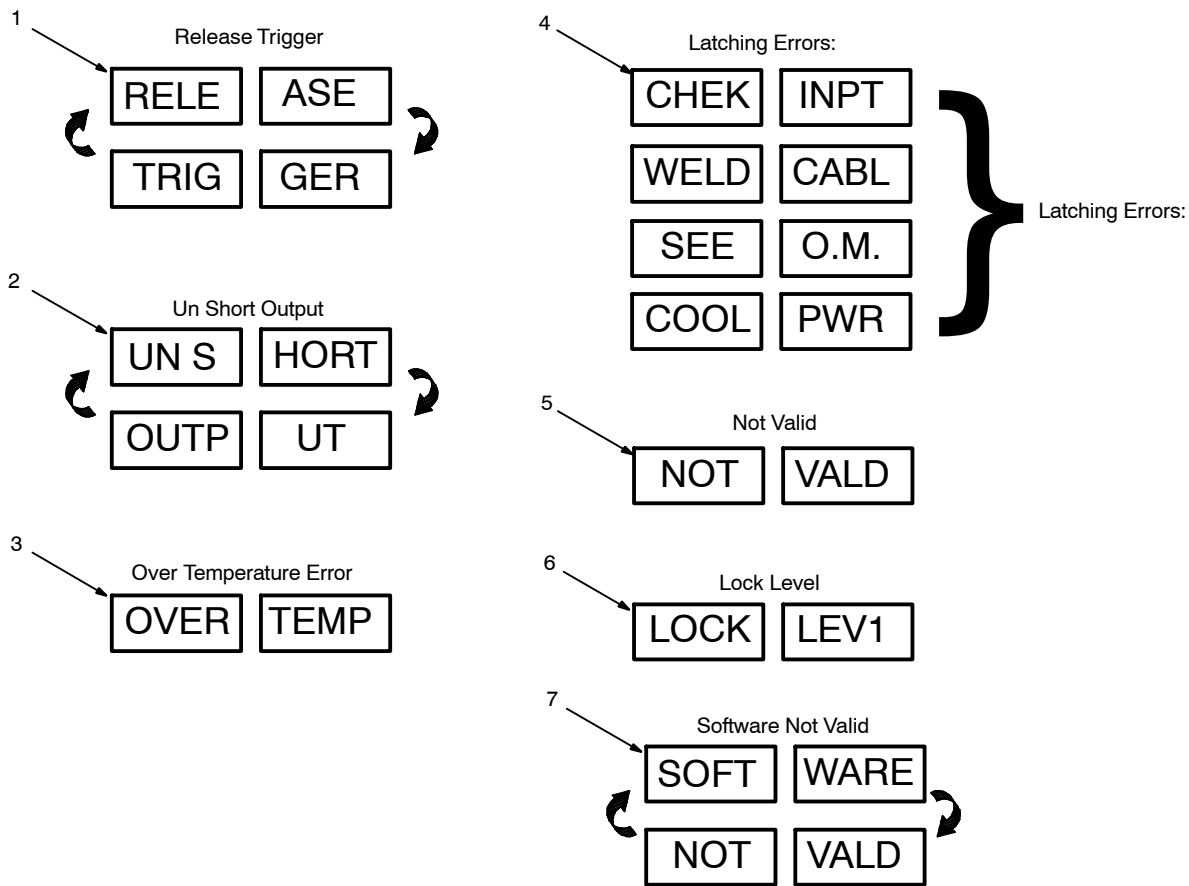 1
Release Trigger
RELE ASE
TRIG GER
2
Un Short Output
UN S HORT
OUTP UT
3
Over Temperature Error
OVER TEMP
4
Latching Errors:
CHEK INPT
WELD CABL
SEE O.M.
COOL PWR
Latching Errors:
5
Not Valid
NOT VALD
6
Lock Level
LOCK LEV1
7
Software Not Valid
SOFT WARE
NOT VALD